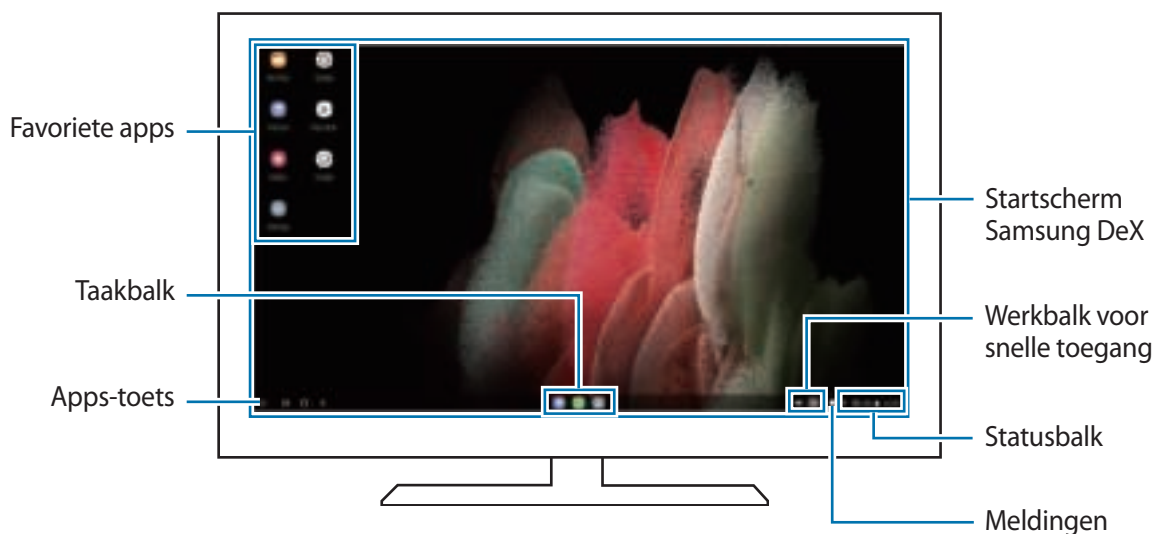 Favoriete apps
Taakbalk
Apps-toets
Startscherm
Samsung DeX
Werkbalk voor
snelle toegang
Statusbalk
Meldingen